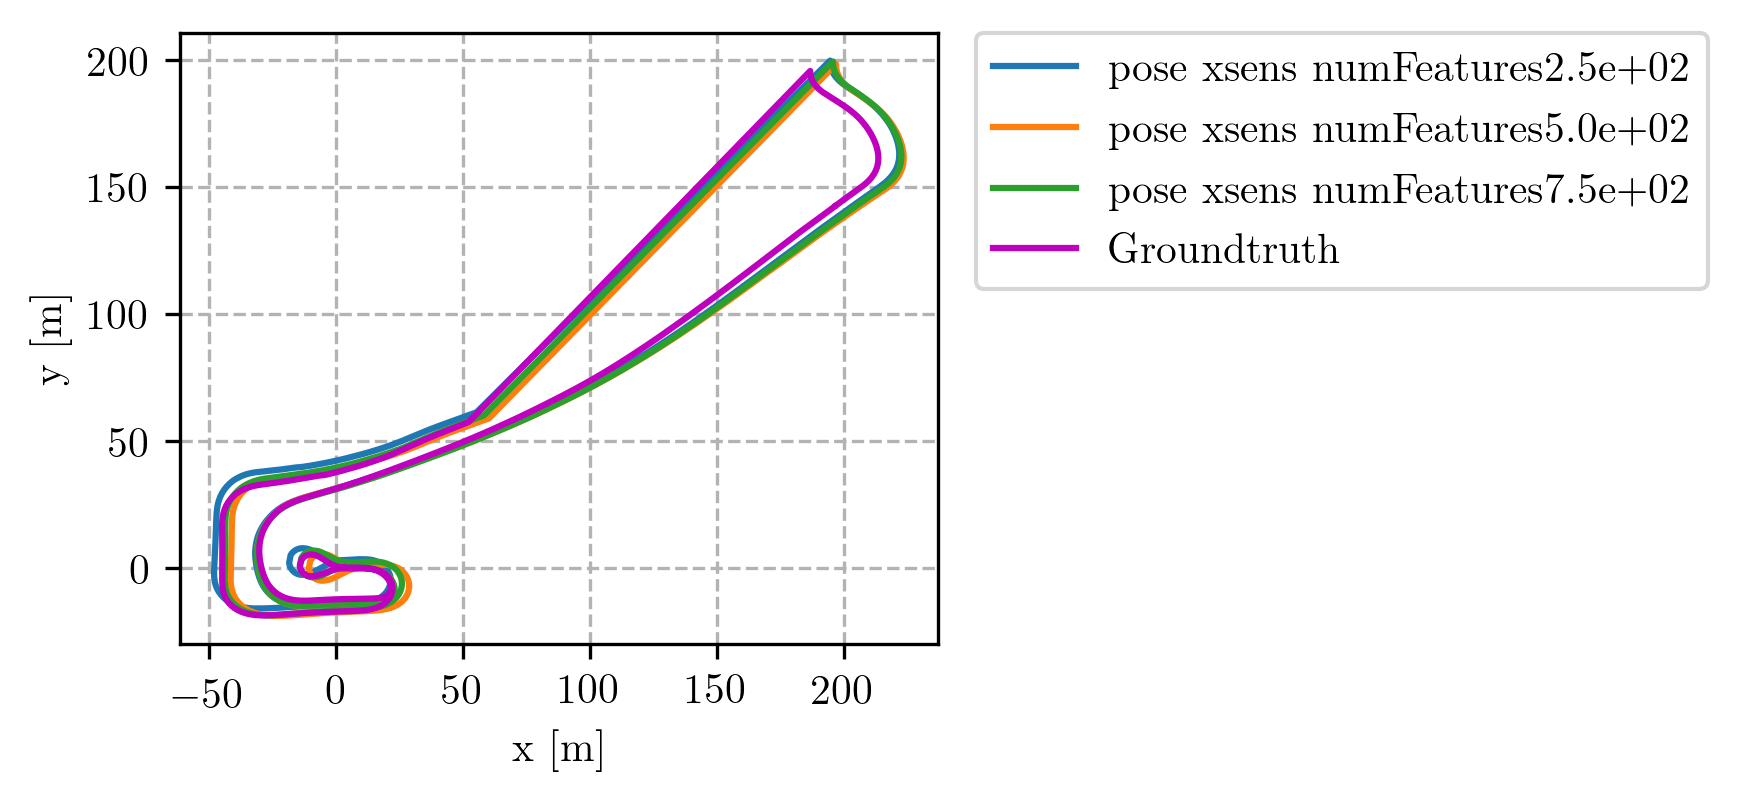 200
150
100
50
0
−50
0
50
100
150
200
x [m]
y [m]
pose xsens numFeatures2.5e+02
pose xsens numFeatures5.0e+02
pose xsens numFeatures7.5e+02
Groundtruth